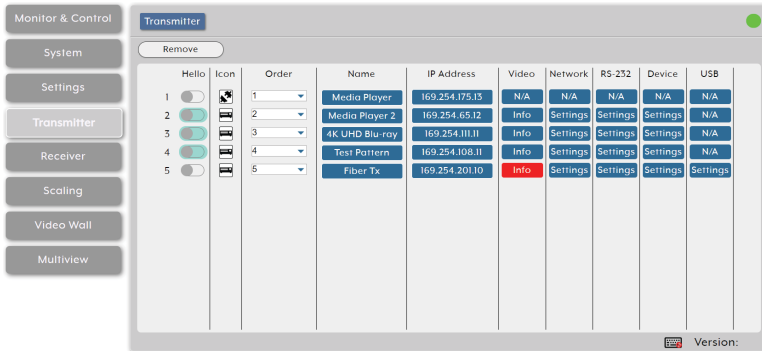 Monitor & Control
System
Settings
Transmitter
Receiver
Scaling
Video Wall
Multiview
Transmitter
Remove
Hello Icon Order Name IP Address Video Network RS-232 Device USB
1 1 Media Player 169.254.175.13 N/A N/A N/A N/A N/A
2 2 Media Player 2 169.254.65.12 Info Settings Settings Settings N/A
3 3 4K UHD Blu-ray 169.254.111.11 Info Settings Settings Settings N/A
4 4 Test Pattern 169.254.108.11 Info Settings Settings Settings N/A
5 5 Fiber Tx 169.254.201.10 Info Settings Settings Settings Settings
Version: